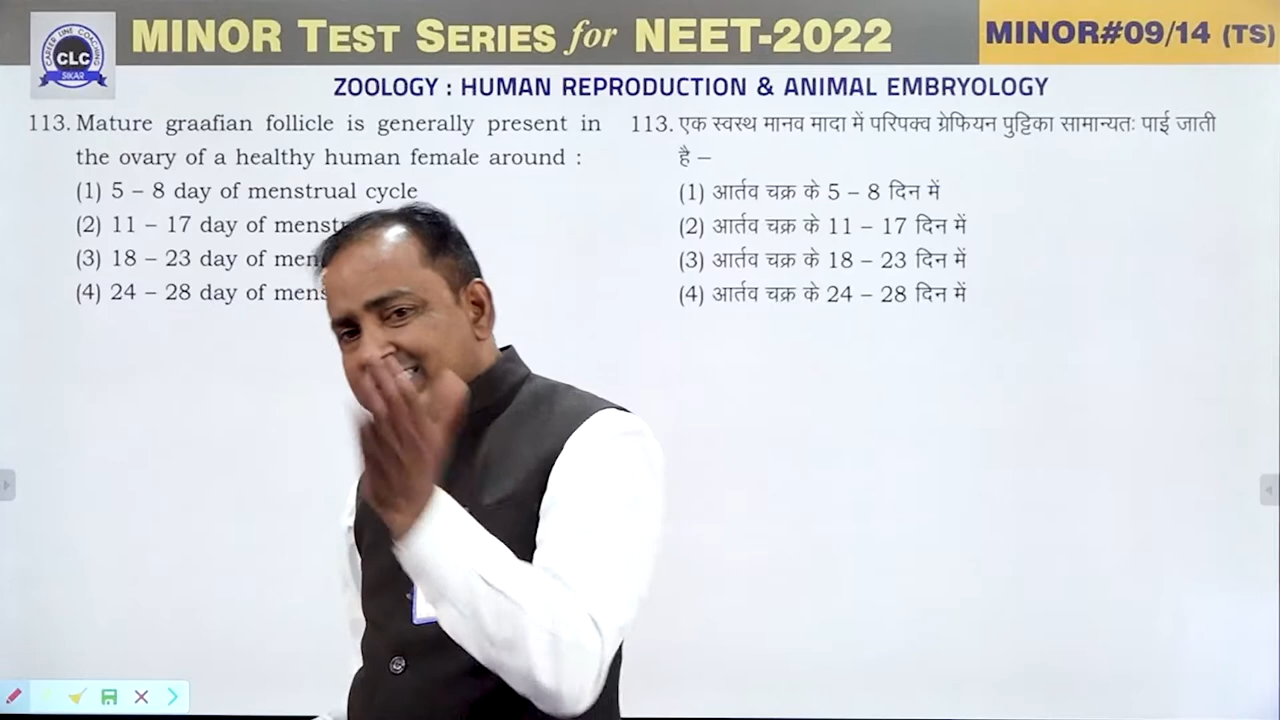 CAREER LINE COACHING
CLC
SIKAR
MINOR TEST SERIES for NEET-2022
MINOR#09/14 (TS)
ZOOLOGY : HUMAN REPRODUCTION & ANIMAL EMBRYOLOGY
113. Mature graafian follicle is generally present in
the ovary of a healthy human female around :
(1) 5 – 8 day of menstrual cycle
(2) 11 – 17 day of
(3) 18 – 23 day of
(4) 24 – 28 day of
113. एक स्वस्थ मानव मादा में परिपक्व ग्रेफियन पुट्टिका सामान्यतः पाई जाती
है –
(1) आर्तव चक्र के 5 – 8 दिन में
(2) आर्तव चक्र के 11 – 17 दिन में
(3) आर्तव चक्र के 18 – 23 दिन में
(4) आर्तव चक्र के 24 – 28 दिन में